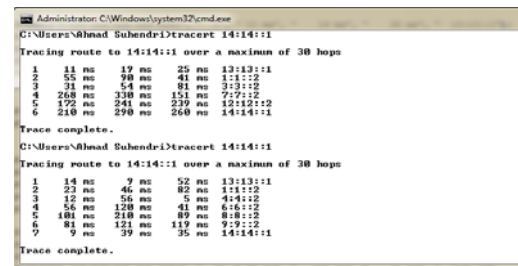 Administrator: C:\Windows\system32\cmd.exe
C:\Users\Ahmad Suhendri>tracert 14:14::1
Tracing route to 14:14::1 over a maximum of 30 hops
1 11 ms 19 ms 25 ms 13:13::1
2 55 ms 90 ms 41 ms 1:1::2
3 31 ms 54 ms 81 ms 3:3::2
4 268 ms 330 ms 151 ms 7:7::2
5 172 ms 241 ms 239 ms 12:12::2
6 210 ms 290 ms 260 ms 14:14::1
Trace complete.
C:\Users\Ahmad Suhendri>tracert 14:14::1
Tracing route to 14:14::1 over a maximum of 30 hops
1 14 ms 9 ms 52 ms 13:13::1
2 23 ms 46 ms 82 ms 1:1::2
3 12 ms 56 ms 5 ms 4:4::2
4 56 ms 120 ms 41 ms 6:6::2
5 101 ms 210 ms 89 ms 8:8::2
6 81 ms 121 ms 119 ms 9:9::2
7 9 ms 39 ms 35 ms 14:14::1
Trace complete.